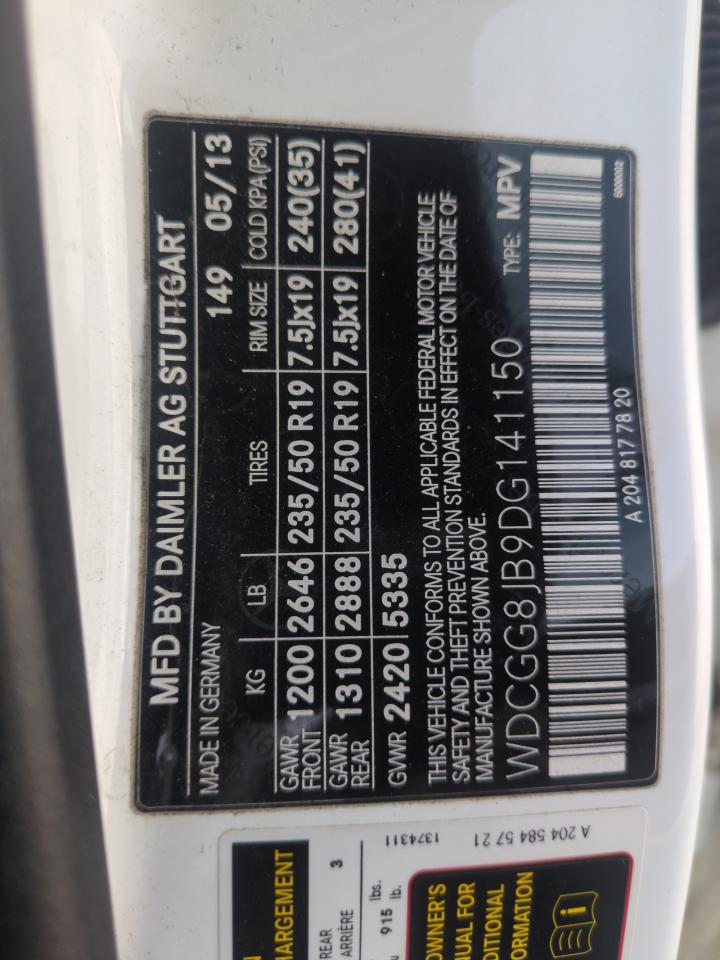 MFD BY DAIMLER AG STUTTGART
MADE IN GERMANY 149 05/13
KG LB TIRES RIM SIZE COLD KPA (PSI)
GAWR FRONT 1200 2646 235/50 R19 7.5Jx19 240(35)
GAWR REAR 1310 2888 235/50 R19 7.5Jx19 280(41)
GVWR 2420 5335
THIS VEHICLE CONFORMS TO ALL APPLICABLE FEDERAL MOTOR VEHICLE
SAFETY AND THEFT PREVENTION STANDARDS IN EFFECT ON THE DATE OF
MANUFACTURE SHOWN ABOVE.
WDCGG8JB9DG141150 TYPE: MPV
A 204 817 78 20
HARGEMENT
REAR
ARRIÈRE 3
lbs.
915 lb.
OWNER'S
UAL FOR
DITIONAL
ORMATION
1374311
A 204 584 57 21